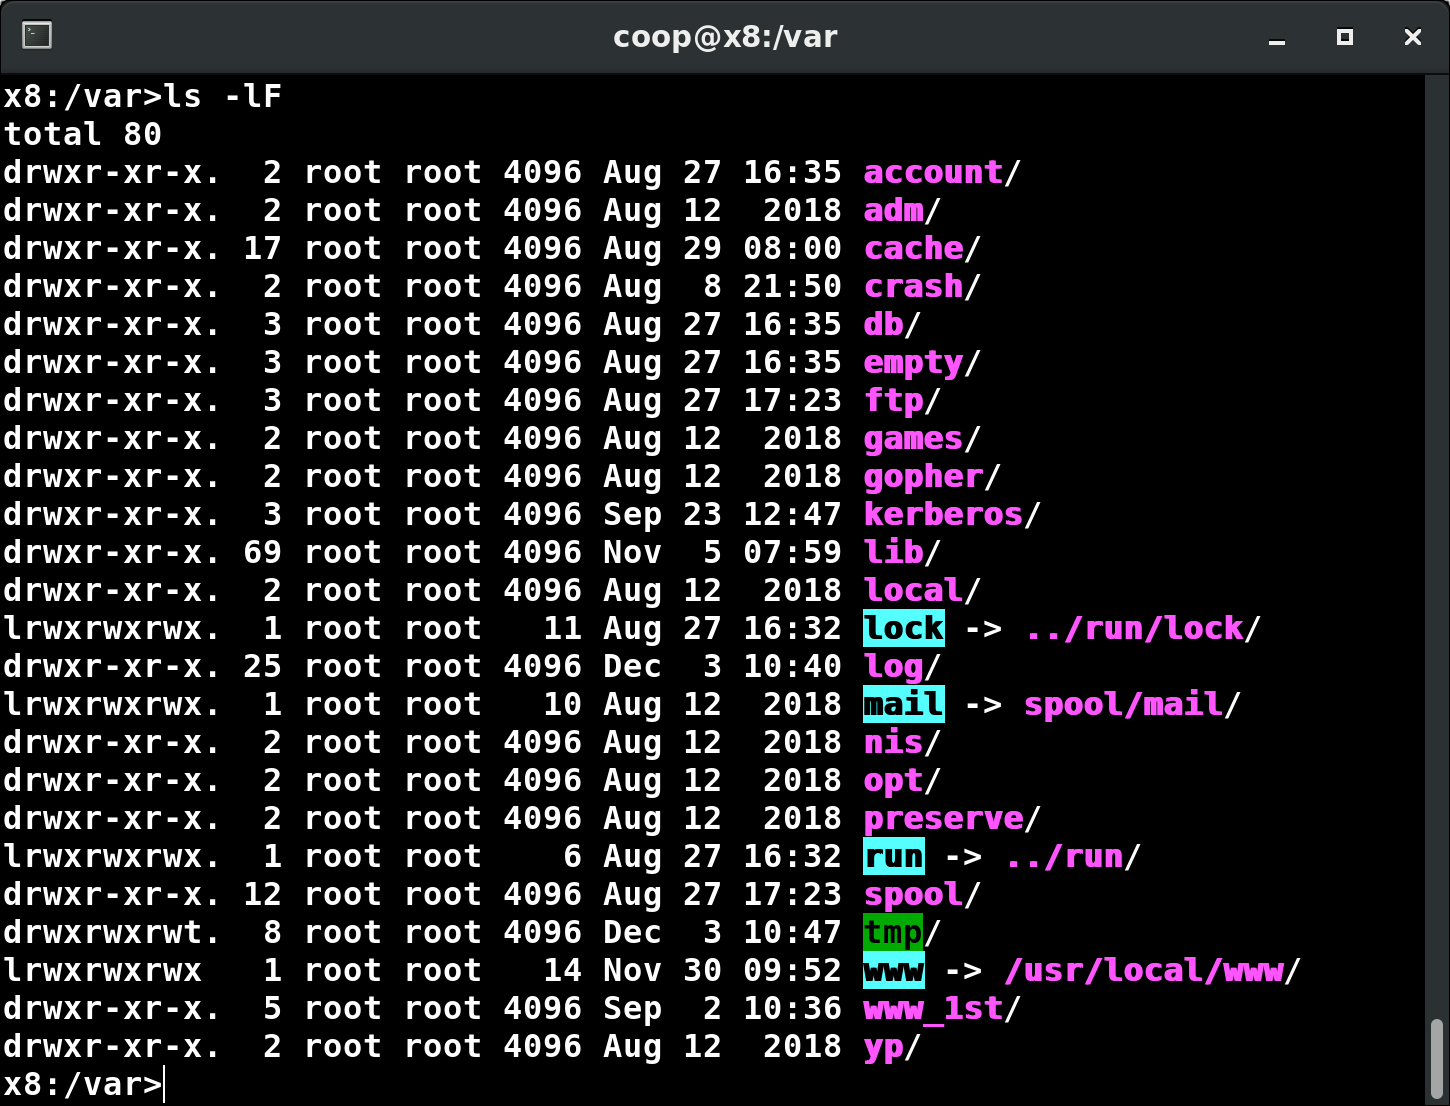 coop@x8:/var
x8:/var>ls -lF
total 80
drwxr-xr-x.  2 root root 4096 Aug 27 16:35 account/
drwxr-xr-x.  2 root root 4096 Aug 12  2018 adm/
drwxr-xr-x. 17 root root 4096 Aug 29 08:00 cache/
drwxr-xr-x.  2 root root 4096 Aug  8 21:50 crash/
drwxr-xr-x.  3 root root 4096 Aug 27 16:35 db/
drwxr-xr-x.  3 root root 4096 Aug 27 16:35 empty/
drwxr-xr-x.  3 root root 4096 Aug 27 17:23 ftp/
drwxr-xr-x.  2 root root 4096 Aug 12  2018 games/
drwxr-xr-x.  2 root root 4096 Aug 12  2018 gopher/
drwxr-xr-x.  3 root root 4096 Sep 23 12:47 kerberos/
drwxr-xr-x. 69 root root 4096 Nov  5 07:59 lib/
drwxr-xr-x.  2 root root 4096 Aug 12  2018 local/
lrwxrwxrwx.  1 root root   11 Aug 27 16:32 lock -> ../run/lock/
drwxr-xr-x. 25 root root 4096 Dec  3 10:40 log/
lrwxrwxrwx.  1 root root   10 Aug 12  2018 mail -> spool/mail/
drwxr-xr-x.  2 root root 4096 Aug 12  2018 nis/
drwxr-xr-x.  2 root root 4096 Aug 12  2018 opt/
drwxr-xr-x.  2 root root 4096 Aug 12  2018 preserve/
lrwxrwxrwx.  1 root root    6 Aug 27 16:32 run -> ../run/
drwxr-xr-x. 12 root root 4096 Aug 27 17:23 spool/
drwxrwxrwt.  8 root root 4096 Dec  3 10:47 tmp/
lrwxrwxrwx   1 root root   14 Nov 30 09:52 www -> /usr/local/www/
drwxr-xr-x.  5 root root 4096 Sep  2 10:36 www_1st/
drwxr-xr-x.  2 root root 4096 Aug 12  2018 yp/
x8:/var>